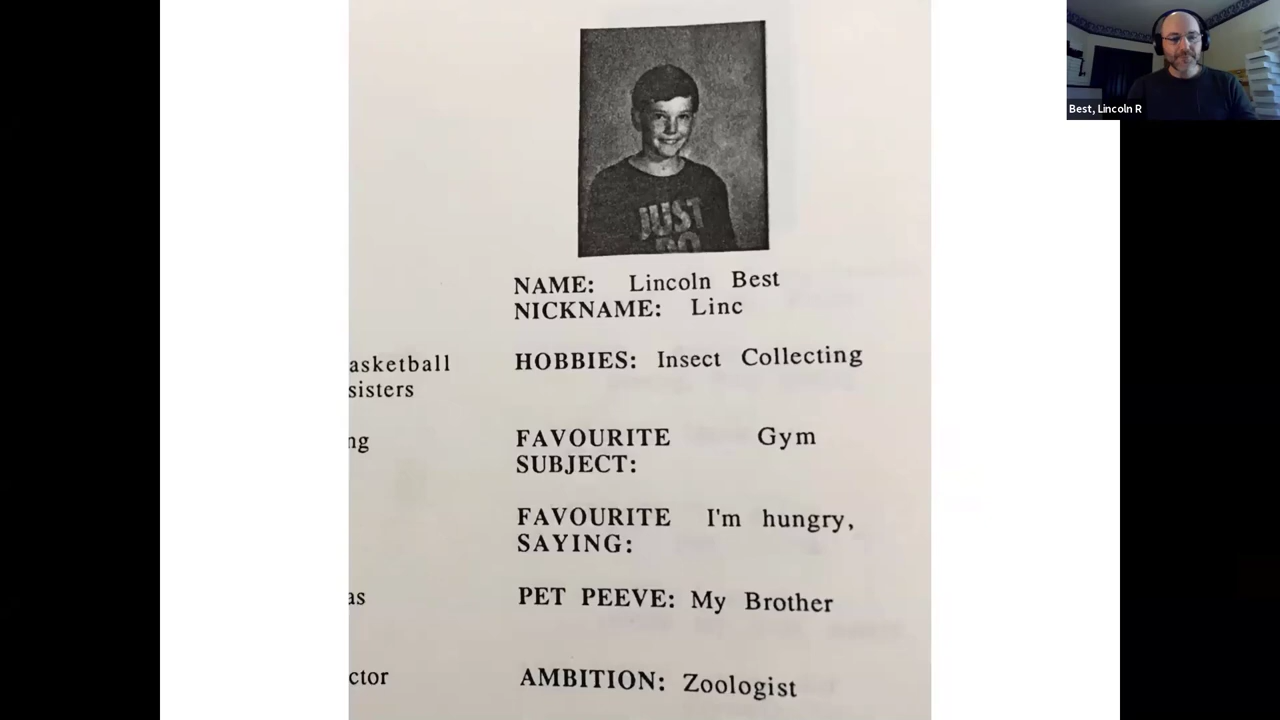 Best, Lincoln R
JUST
DO
NAME: Lincoln Best
NICKNAME: Linc
asketball
sisters
HOBBIES: Insect Collecting
ng
FAVOURITE Gym
SUBJECT:
FAVOURITE I'm hungry,
SAYING:
as
PET PEEVE: My Brother
ctor
AMBITION: Zoologist